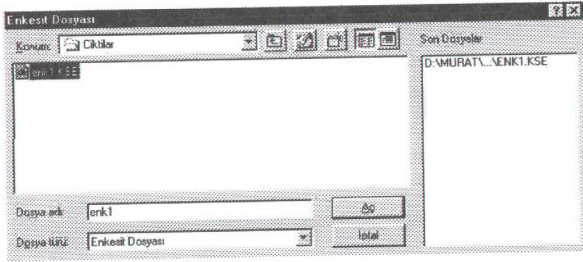 Enkesit Dosyası
Konum: Ciktilar
Son Dosyalar
enk1.KSE
D:\MURAT\...\ENK1.KSE
Dosya adı: enk1
Aç
Dosya türü: Enkesit Dosyası
İptal